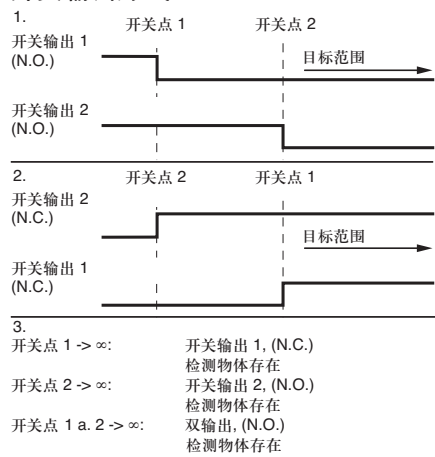 1.
开关点 1 开关点 2
开关输出 1
(N.O.)
目标范围
开关输出 2
(N.O.)
2.
开关点 2 开关点 1
开关输出 2
(N.C.)
目标范围
开关输出 1
(N.C.)
3.
开关点 1 -> ∞: 开关输出 1, (N.C.)
检测物体存在
开关点 2 -> ∞: 开关输出 2, (N.O.)
检测物体存在
开关点 1 a. 2 -> ∞: 双输出, (N.O.)
检测物体存在